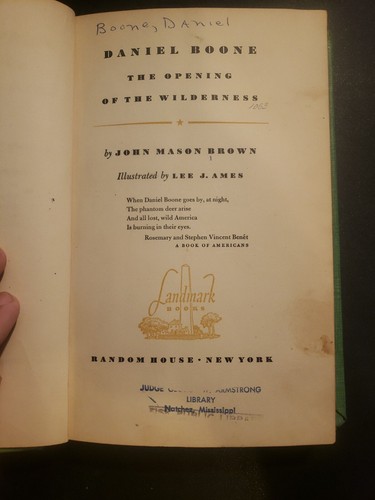 Boone, Daniel
DANIEL BOONE
THE OPENING
OF THE WILDERNESS
by JOHN MASON BROWN
Illustrated by LEE J. AMES
When Daniel Boone goes by, at night,
The phantom deer arise
And all lost, wild America
Is burning in their eyes.
Rosemary and Stephen Vincent Benét
A BOOK OF AMERICANS
Landmark
BOOKS
RANDOM HOUSE · NEW YORK
JUDGE ARMSTRONG
LIBRARY
Natchez, Mississippi